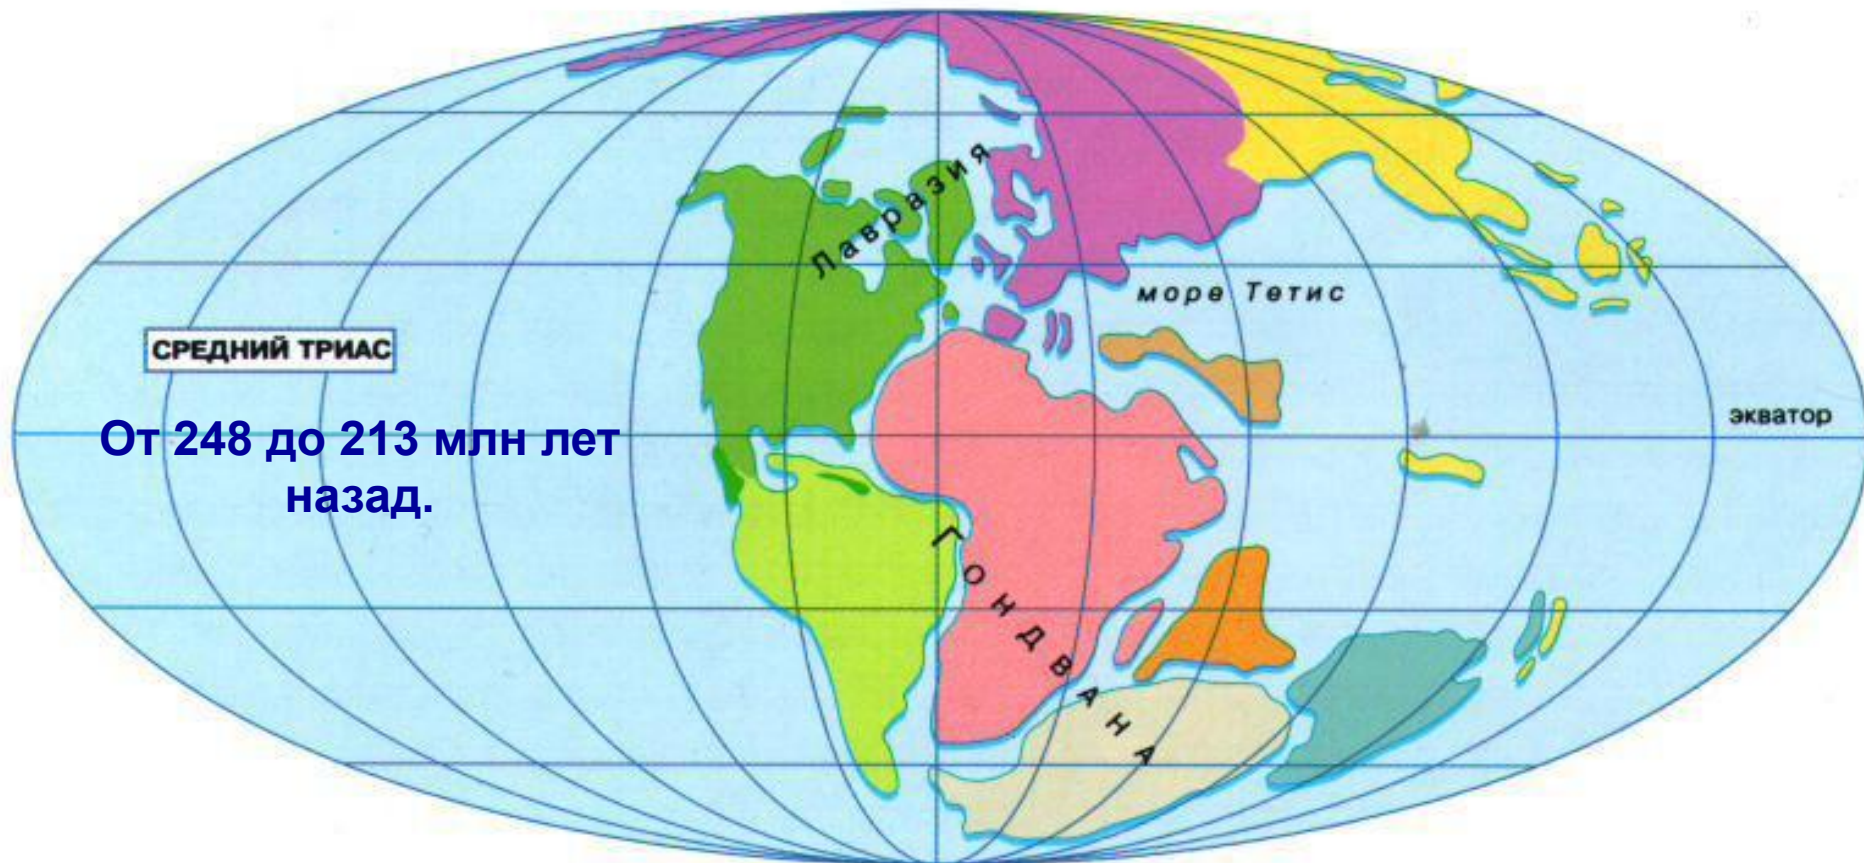 Лавразия
море Тетис
СРЕДНИЙ ТРИАС
экватор
От 248 до 213 млн лет
назад.
Гондвана